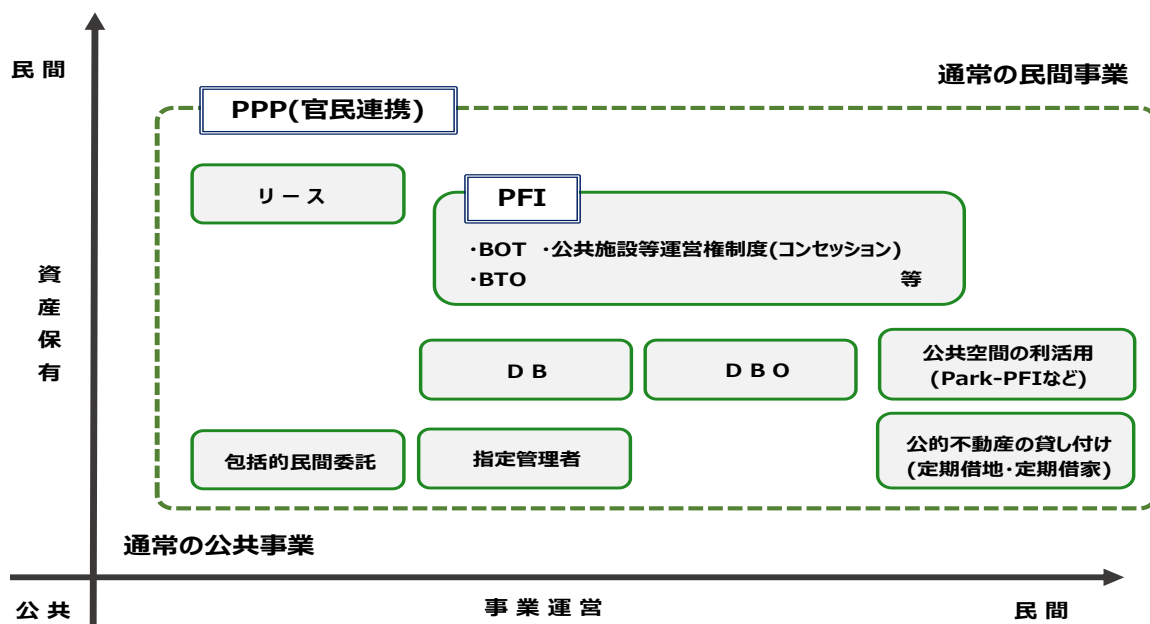 民間
通常の民間事業
PPP(官民連携)
リース
PFI
・BOT ・公共施設等運営権制度(コンセッション)
・BTO 等
資産保有
DB
DBO
公共空間の利活用
(Park-PFIなど)
包括的民間委託
指定管理者
公的不動産の貸し付け
(定期借地・定期借家)
通常の公共事業
公共
事業運営
民間